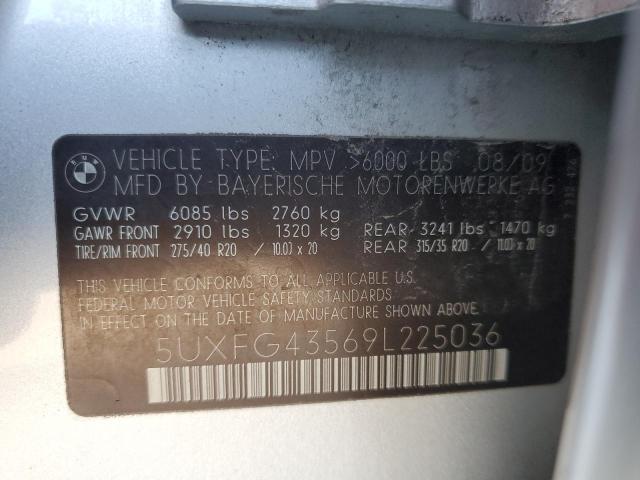 BMW
VEHICLE TYPE: MPV >6000 LBS 08/09
MFD BY BAYERISCHE MOTORENWERKE AG
GVWR 6085 lbs 2760 kg
GAWR FRONT 2910 lbs 1320 kg REAR- 3241 lbs 1470 kg
TIRE/RIM FRONT 275/40 R20 / 10.0J x 20 REAR 315/35 R20 / 11.0J x 20
THIS VEHICLE CONFORMS TO ALL APPLICABLE U.S.
FEDERAL MOTOR VEHICLE SAFETY STANDARDS
IN EFFECT ON THE DATE OF MANUFACTURE SHOWN ABOVE.
5UXFG43569L225036